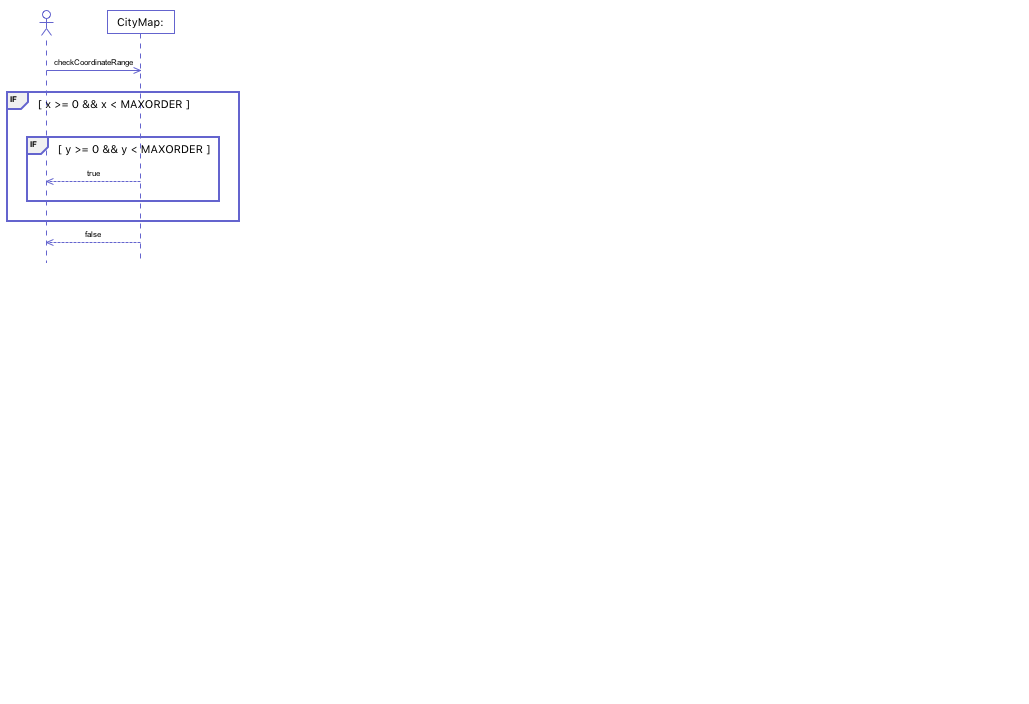 CityMap:
checkCoordinateRange
IF
[ x >= 0 && x < MAXORDER ]
IF
[ y >= 0 && y < MAXORDER ]
true
false